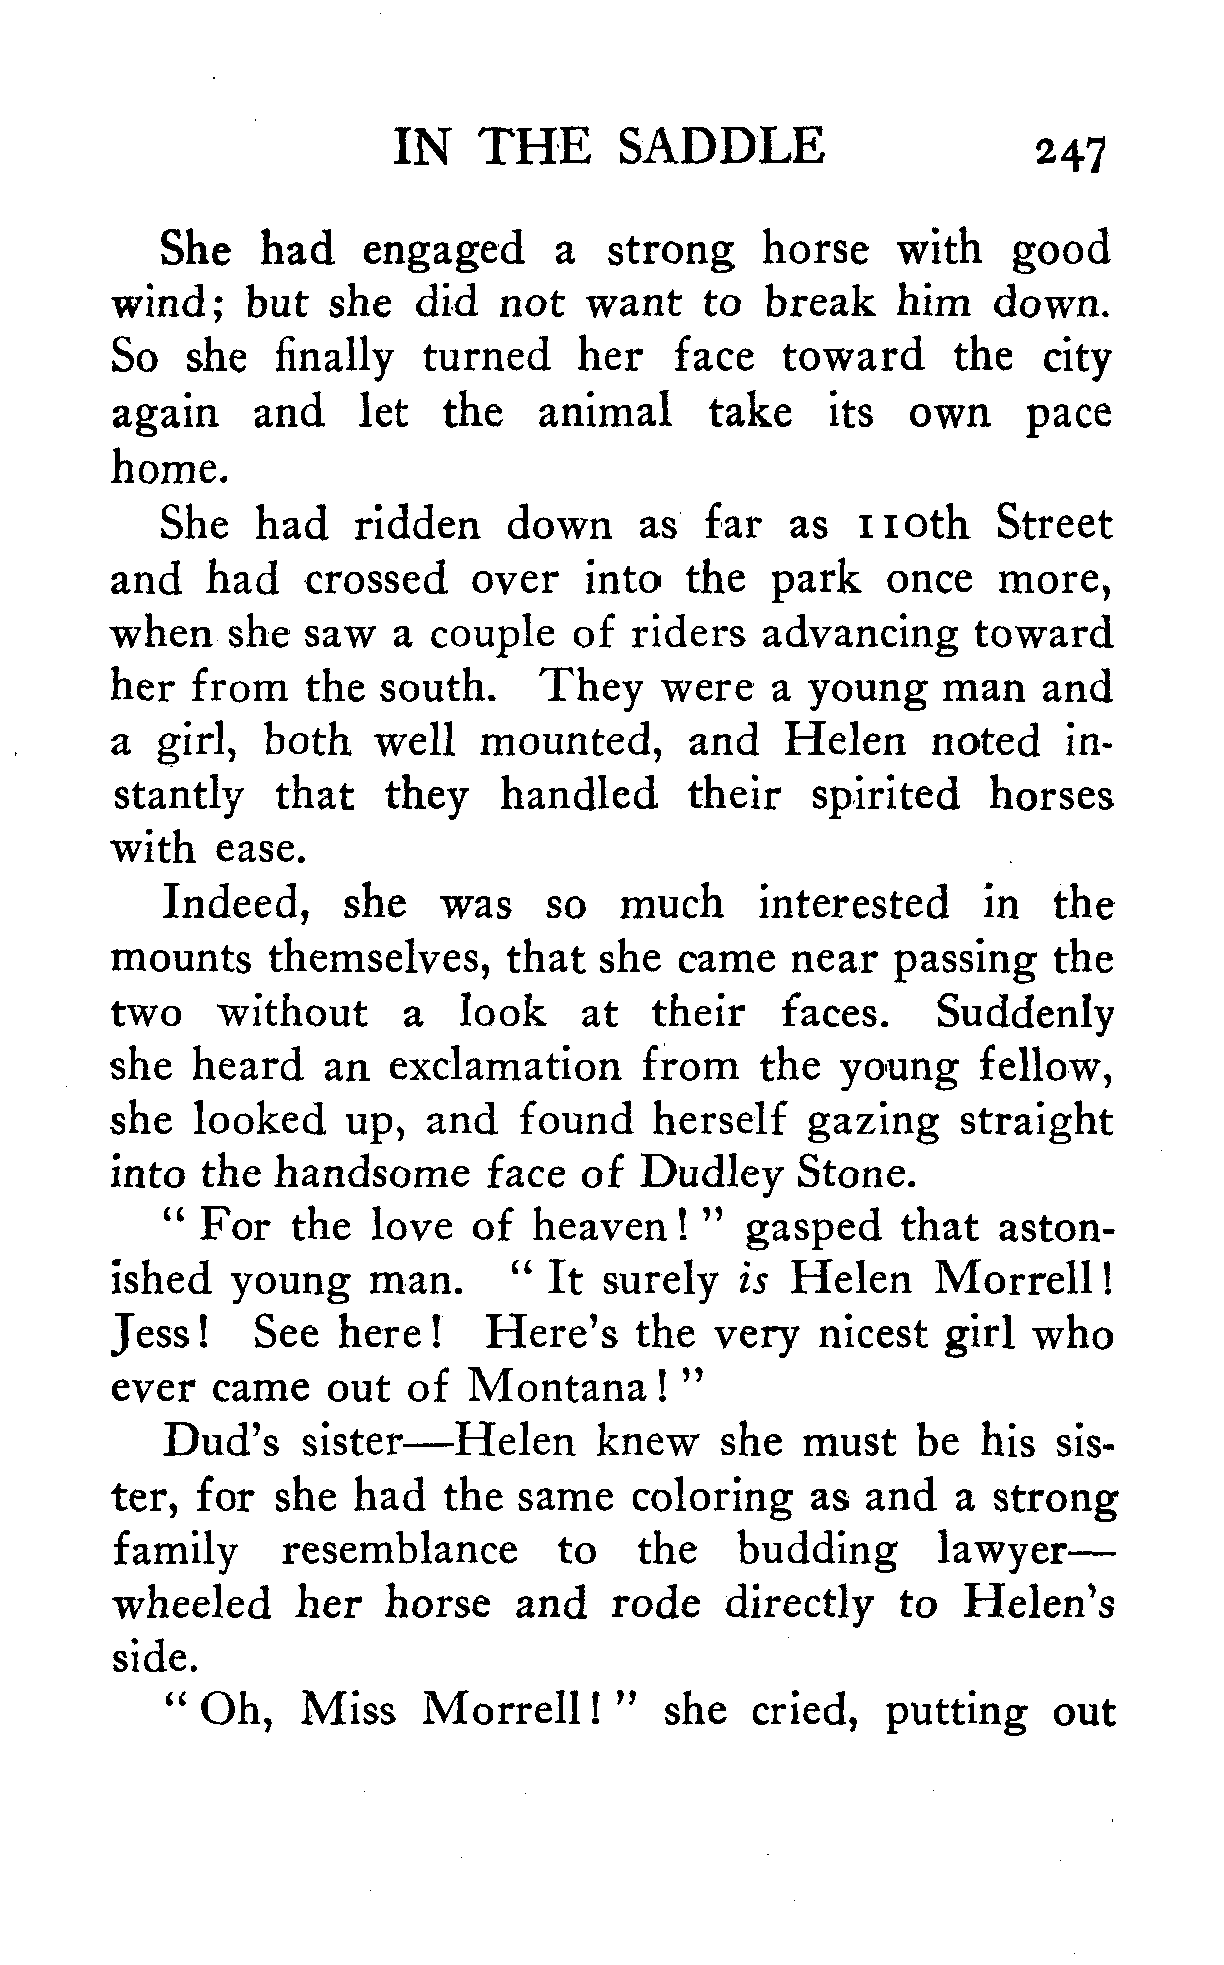 IN THE SADDLE 247
She had engaged a strong horse with good
wind; but she did not want to break him down.
So she finally turned her face toward the city
again and let the animal take its own pace
home.
She had ridden down as far as 110th Street
and had crossed over into the park once more,
when she saw a couple of riders advancing toward
her from the south. They were a young man and
a girl, both well mounted, and Helen noted in-
stantly that they handled their spirited horses
with ease.
Indeed, she was so much interested in the
mounts themselves, that she came near passing the
two without a look at their faces. Suddenly
she heard an exclamation from the young fellow,
she looked up, and found herself gazing straight
into the handsome face of Dudley Stone.
“ For the love of heaven! ” gasped that aston-
ished young man. “ It surely is Helen Morrell!
Jess! See here! Here’s the very nicest girl who
ever came out of Montana! ”
Dud’s sister—Helen knew she must be his sis-
ter, for she had the same coloring as and a strong
family resemblance to the budding lawyer—
wheeled her horse and rode directly to Helen’s
side.
“ Oh, Miss Morrell! ” she cried, putting out